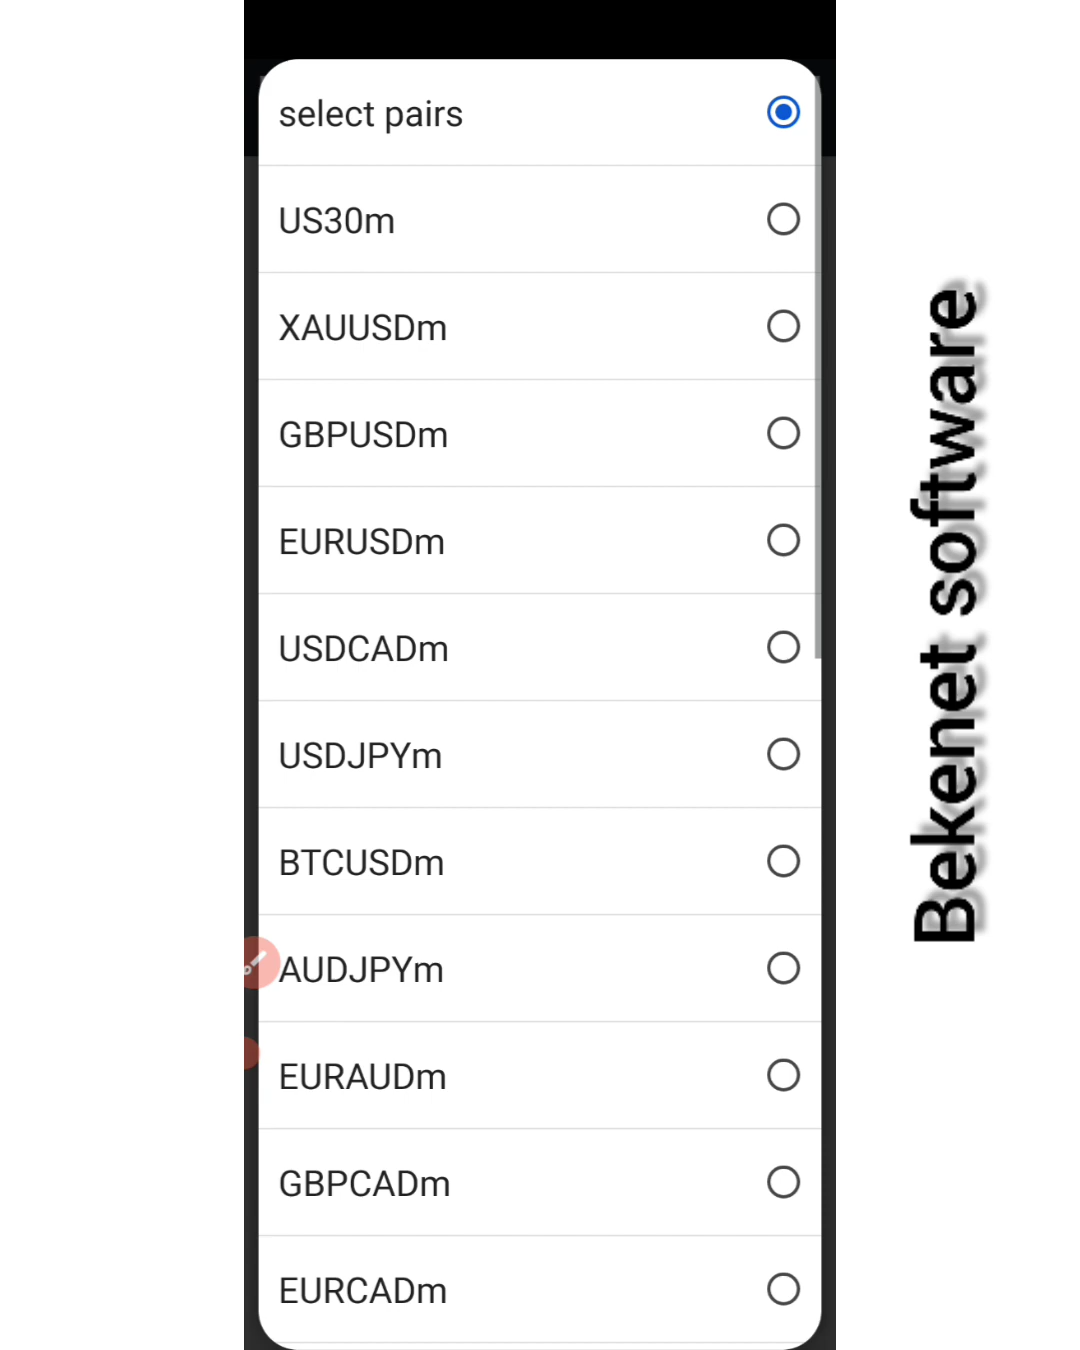 select pairs
US30m
XAUUSDm
GBPUSDm
EURUSDm
USDCADm
USDJPYm
BTCUSDm
AUDJPYm
EURAUDm
GBPCADm
EURCADm
Bekenet software